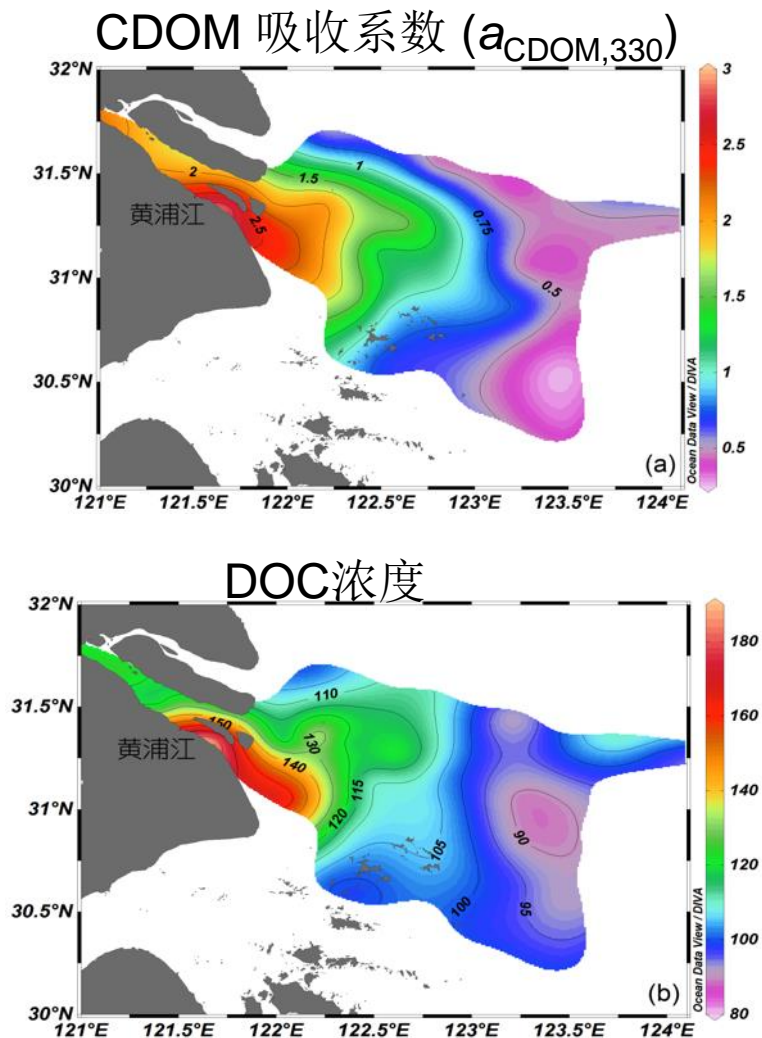 CDOM 吸收系数 (aCDOM,330)
32°N
31.5°N
31°N
30.5°N
30°N
121°E
121.5°E
122°E
122.5°E
123°E
123.5°E
124°E
黄浦江
2
2.5
1.5
1
0.75
0.5
(a)
Ocean Data View / DIVA
3
2.5
2
1.5
1
0.5
DOC浓度
32°N
31.5°N
31°N
30.5°N
30°N
121°E
121.5°E
122°E
122.5°E
123°E
123.5°E
124°E
黄浦江
150
140
130
120
115
110
105
100
95
90
(b)
Ocean Data View / DIVA
180
160
140
120
100
80